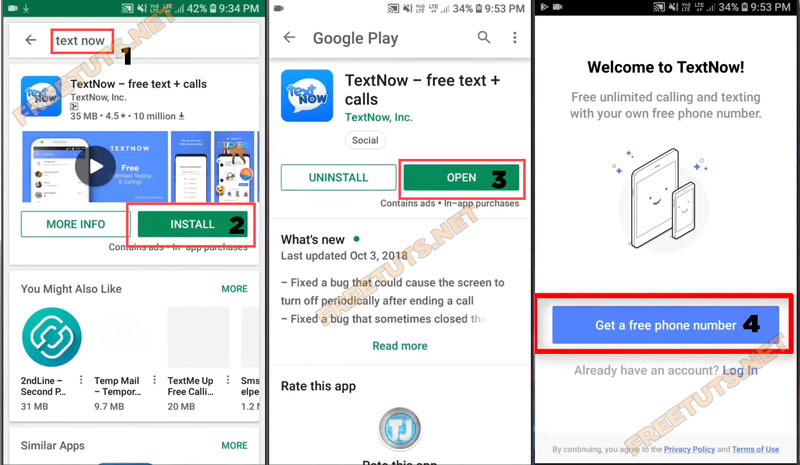 42% 9:34 PM
text now
1
TextNow – free text + calls
TextNow, Inc.
35 MB • 4.5★ • 10 million
text NOW
TEXTNOW
Free
Unlimited Texting
& Calling!
STICKERS
MORE INFO
INSTALL 2
Contains ads • In-app purchases
You Might Also Like
MORE
2ndLine –
Second P...
31 MB
Temp Mail
– Tempor...
9.7 MB
TextMe Up
Free Calli...
20 MB
Sms
elpe
1.2 M
Similar Apps
MORE
FREETUTS.NET
34% 9:53 PM
Google Play
text NOW
TextNow – free text +
calls
TextNow, Inc.
Social
UNINSTALL
OPEN 3
Contains ads • In-app purchases
What's new
Last updated Oct 3, 2018
– Fixed a bug that could cause the screen to
turn off periodically after ending a call
– Fixed a bug that sometimes closed the
Read more
Rate this app
TJ
Rate this app
FREETUTS.NET
34% 9:53 PM
Welcome to TextNow!
Free unlimited calling and texting
with your own free phone number.
Get a free phone number 4
Already have an account? Log In
By continuing, you agree to the Privacy Policy and Terms of Use
FREETUTS.NET